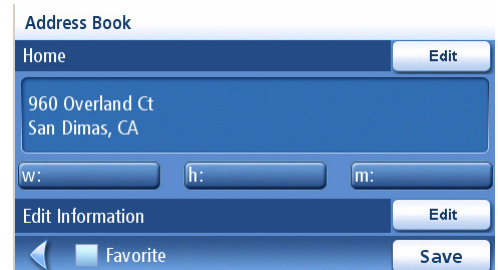 Address Book
Home Edit
960 Overland Ct
San Dimas, CA
w: h: m:
Edit Information Edit
Favorite Save